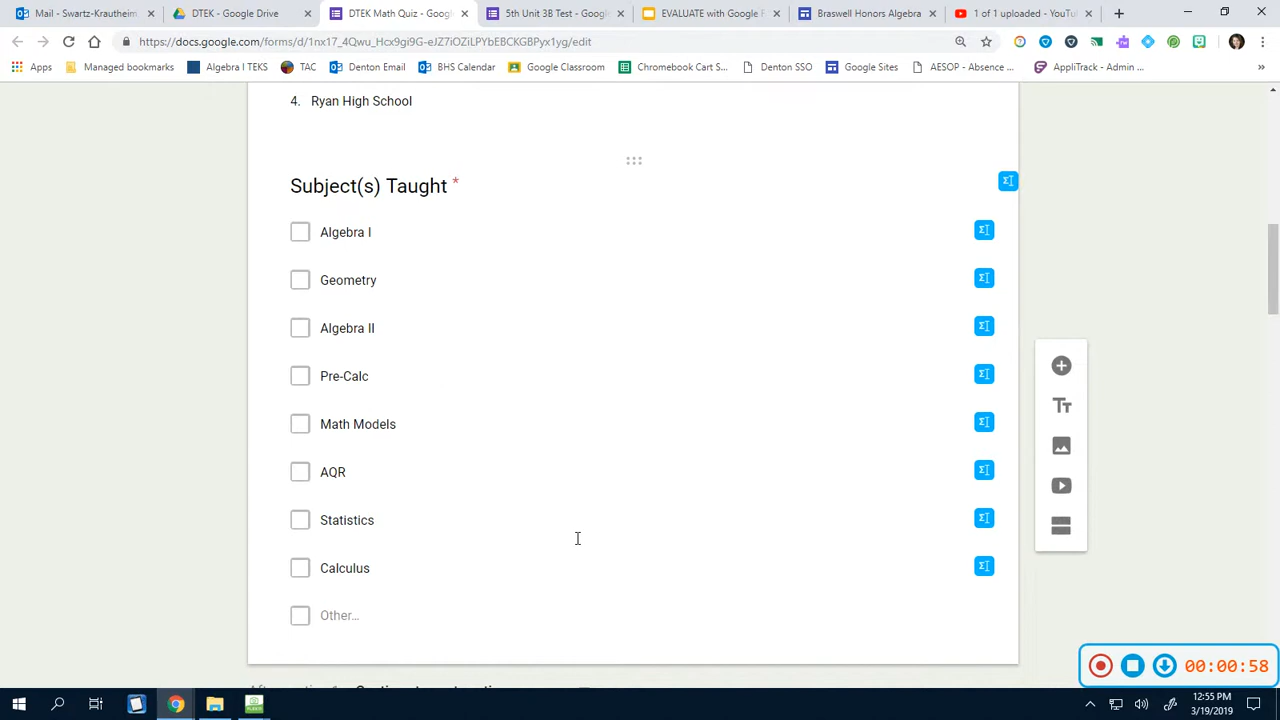 Mail - Swartz-Krautheim
DTEK - Google Drive
DTEK Math Quiz - Goog
5th Unit 3B Test - Goog
EVALUATE with Google
Braswell Honors Algebra
1 of 1 uploaded - YouTu
https://docs.google.com/forms/d/1nx17_4Qwu_Hcx9gi9G-eJZ7iOZiLPYbEBCKGBPyx1yg/edit
Apps
Managed bookmarks
Algebra I TEKS
TAC
Denton Email
BHS Calendar
Google Classroom
Chromebook Cart S...
Denton SSO
Google Sites
AESOP - Absence ...
AppliTrack - Admin ...
4. Ryan High School
Subject(s) Taught *
Algebra I
Geometry
Algebra II
Pre-Calc
Math Models
AQR
Statistics
Calculus
Other...
00:00:58
12:55 PM
3/19/2019